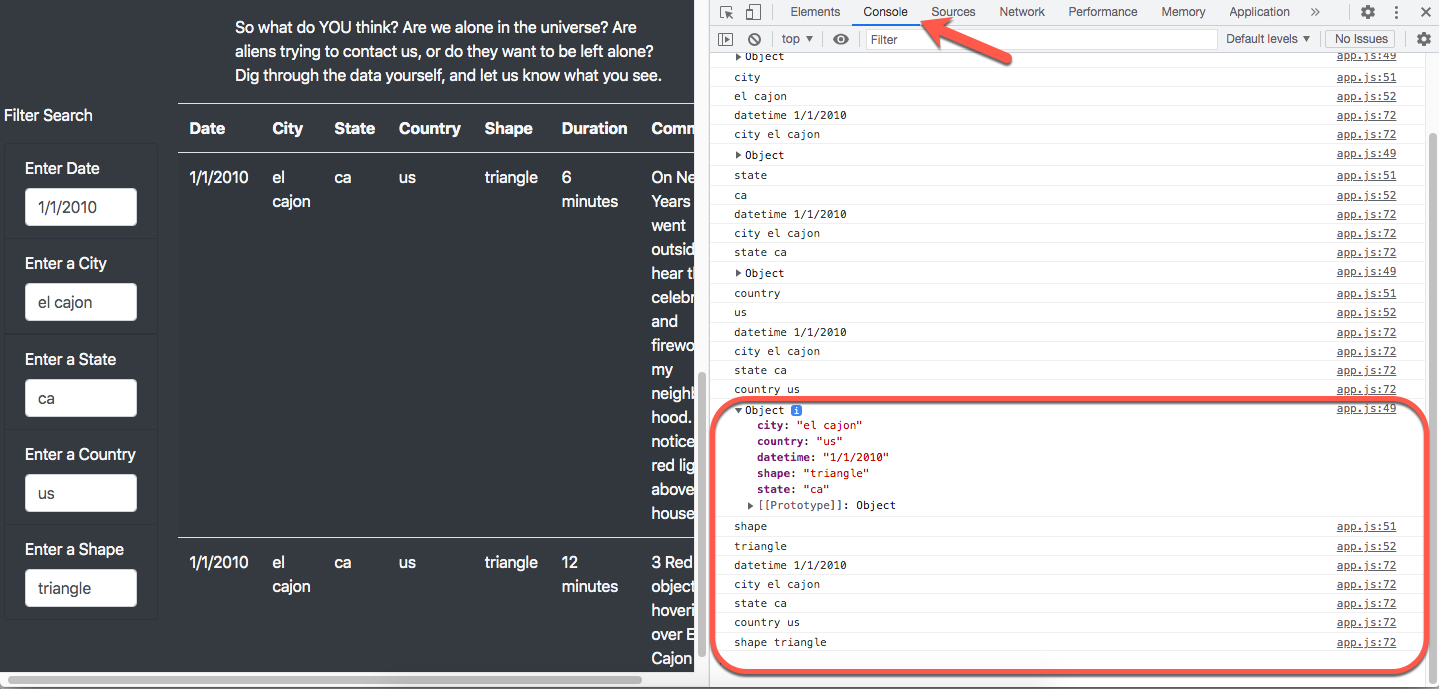 So what do YOU think? Are we alone in the universe? Are
aliens trying to contact us, or do they want to be left alone?
Dig through the data yourself, and let us know what you see.
Filter Search
Enter Date
1/1/2010
Enter a City
el cajon
Enter a State
ca
Enter a Country
us
Enter a Shape
triangle
Date City State Country Shape Duration Comm
1/1/2010 el cajon ca us triangle 6 minutes
On Ne
Years
went
outsid
hear th
celebr
and
firewo
my
neighb
hood.
notice
red lig
above
house
1/1/2010 el cajon ca us triangle 12 minutes
3 Red
object
hoveri
over E
Cajon
Elements Console Sources Network Performance Memory Application »
top ▼ Filter Default levels ▼ No Issues
Object app.js:49
city app.js:51
el cajon app.js:52
datetime 1/1/2010 app.js:72
city el cajon app.js:72
Object app.js:49
state app.js:51
ca app.js:52
datetime 1/1/2010 app.js:72
city el cajon app.js:72
state ca app.js:72
Object app.js:49
country app.js:51
us app.js:52
datetime 1/1/2010 app.js:72
city el cajon app.js:72
state ca app.js:72
country us app.js:72
Object i app.js:49
city: "el cajon"
country: "us"
datetime: "1/1/2010"
shape: "triangle"
state: "ca"
[[Prototype]]: Object
shape app.js:51
triangle app.js:52
datetime 1/1/2010 app.js:72
city el cajon app.js:72
state ca app.js:72
country us app.js:72
shape triangle app.js:72